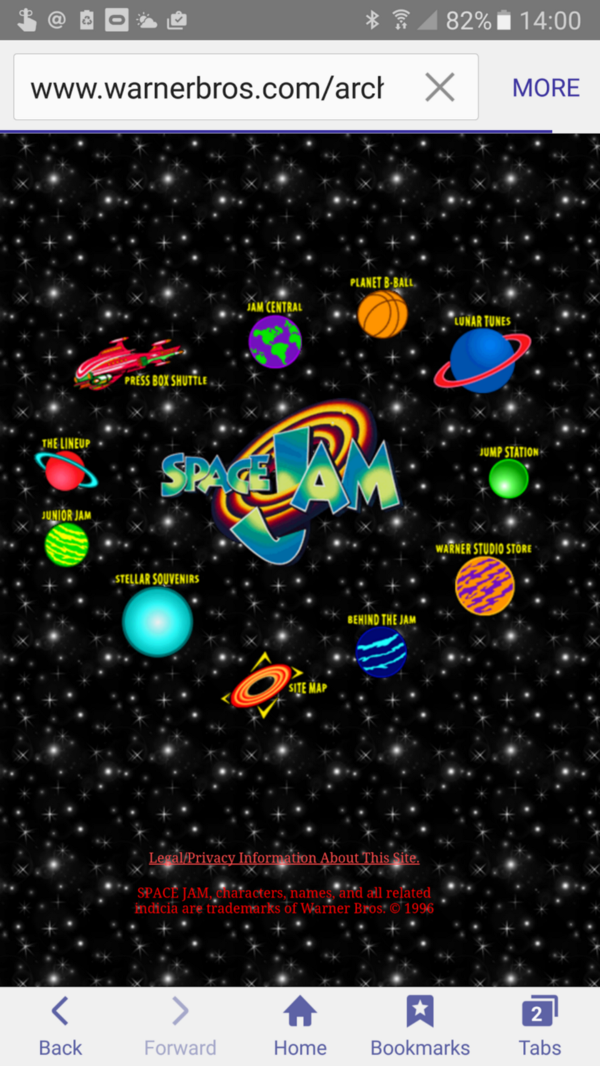 82% 14:00
www.warnerbros.com/arch
MORE
PLANET B-BALL
JAM CENTRAL
LUNAR TUNES
PRESS BOX SHUTTLE
THE LINEUP
JUMP STATION
SPACE JAM
JUNIOR JAM
WARNER STUDIO STORE
STELLAR SOUVENIRS
BEHIND THE JAM
SITE MAP
Legal/Privacy Information About This Site.
SPACE JAM, characters, names, and all related
indicia are trademarks of Warner Bros. © 1996
2
Back Forward Home Bookmarks Tabs